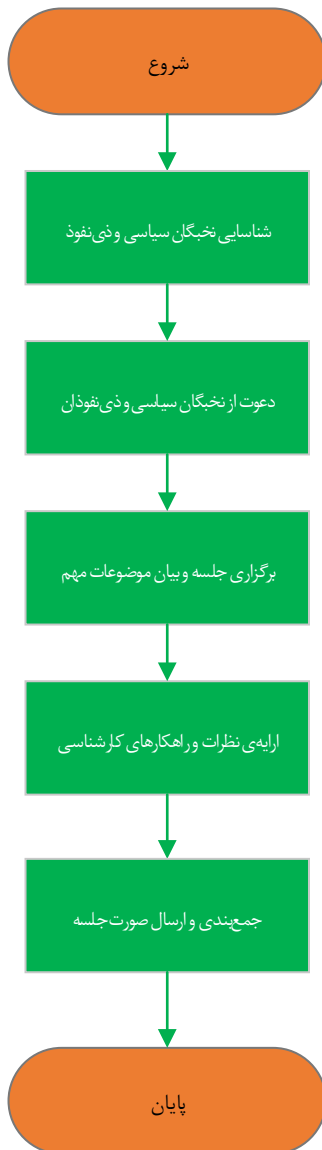 شروع
شناسایی نخبگان سیاسی و ذی‌نفوذ
دعوت از نخبگان سیاسی و ذی‌نفوذان
برگزاری جلسه و بیان موضوعات مهم
ارایه‌ی نظرات و راهکارهای کارشناسی
جمع‌بندی و ارسال صورت‌جلسه
پایان